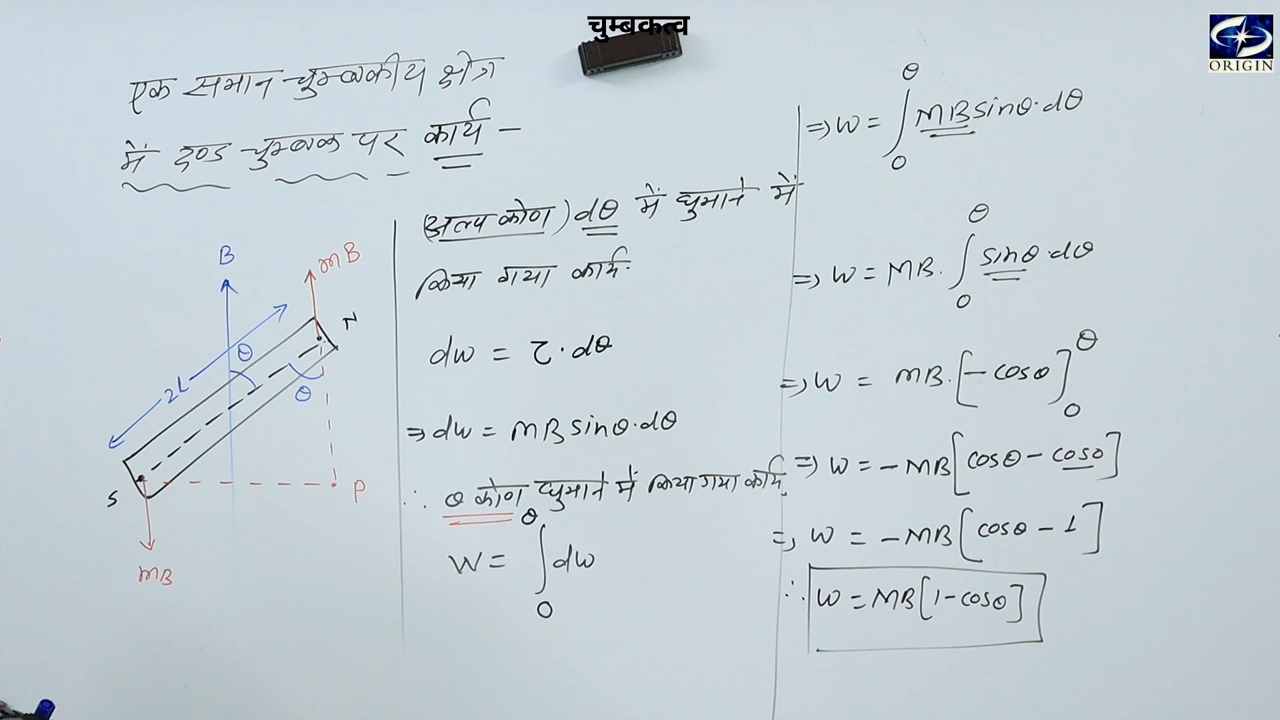 चुम्बकत्व
ORIGIN
एक समान चुम्बकीय क्षेत्र
में दण्ड चुम्बक पर कार्य –
B
mB
N
θ
θ
2L
S
P
mB
(अल्प कोण) dθ में घुमाने में
किया गया कार्य
dw = τ·dθ
⇒ dw = MB sinθ·dθ
∴ θ कोण घुमाने में किया गया कार्य
W = ∫₀^θ dw
⇒ W = ∫₀^θ MB sinθ·dθ
⇒ W = MB·∫₀^θ sinθ·dθ
⇒ W = MB·[-cosθ]₀^θ
⇒ W = -MB[cosθ - cos0]
⇒ W = -MB[cosθ - 1]
∴ W = MB[1-cosθ]